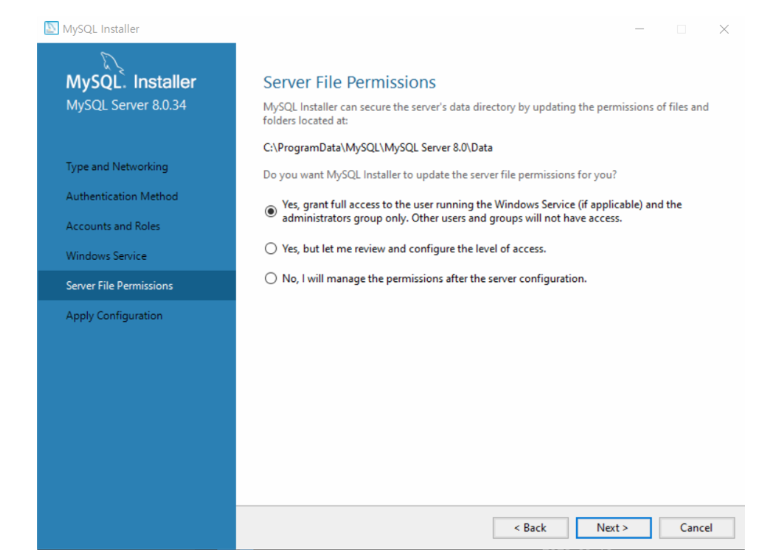 MySQL Installer
MySQL. Installer
MySQL Server 8.0.34
Type and Networking
Authentication Method
Accounts and Roles
Windows Service
Server File Permissions
Apply Configuration
Server File Permissions
MySQL Installer can secure the server's data directory by updating the permissions of files and
folders located at:
C:\ProgramData\MySQL\MySQL Server 8.0\Data
Do you want MySQL Installer to update the server file permissions for you?
Yes, grant full access to the user running the Windows Service (if applicable) and the
administrators group only. Other users and groups will not have access.
Yes, but let me review and configure the level of access.
No, I will manage the permissions after the server configuration.
< Back
Next >
Cancel